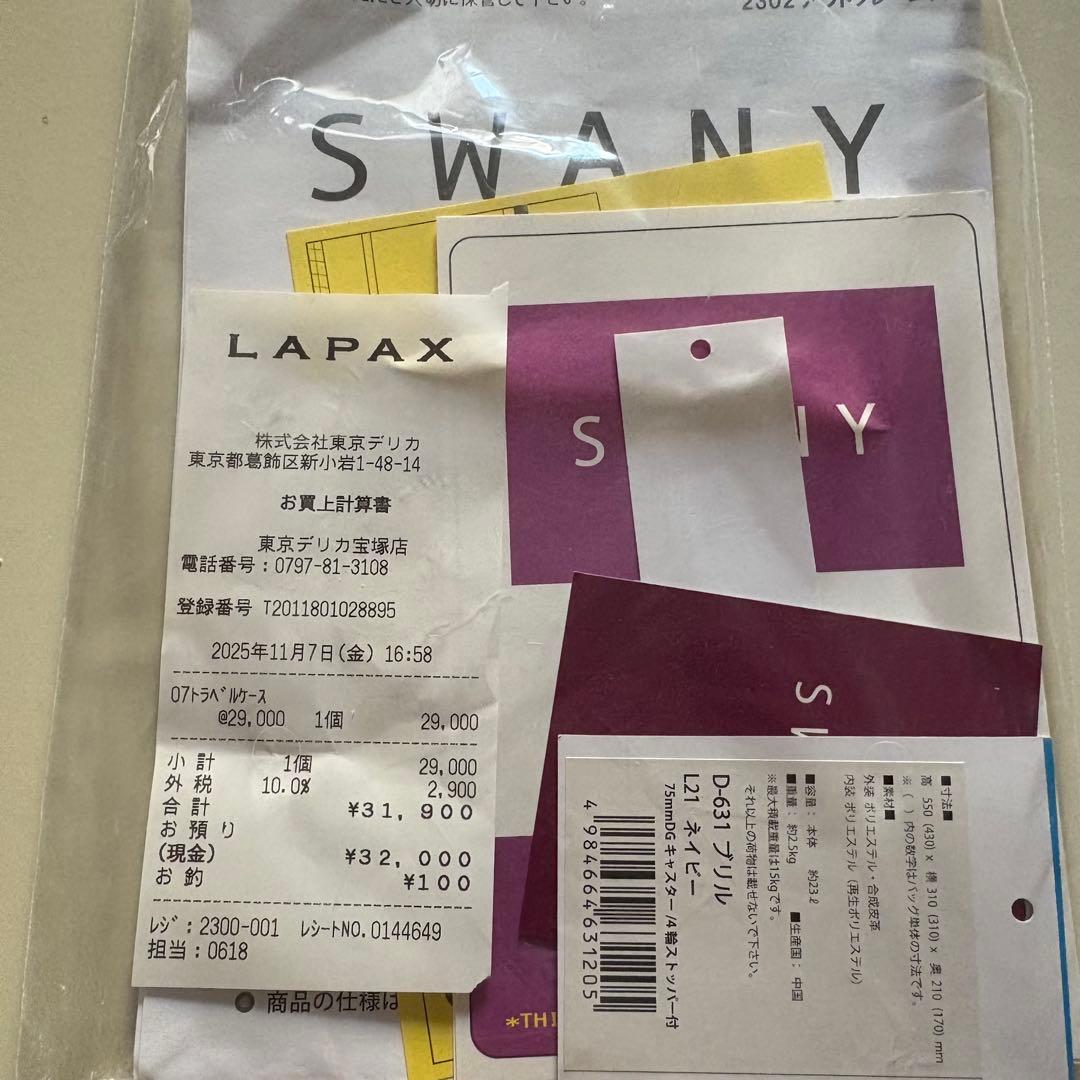 SWANY
LAPAX
株式会社東京デリカ
東京都葛飾区新小岩1-48-14
お買上計算書
東京デリカ宝塚店
電話番号：0797-81-3108
登録番号 T2011801028895
2025年11月7日(金) 16:58
07トラベルケース
@29,000 1個 29,000
小計 1個 29,000
外税 10.0% 2,900
合計 ¥31,900
お預り
(現金) ¥32,000
お釣 ¥100
レジ：2300-001 レシートNO.0144649
担当：0618
●商品の仕様は
S NY
*THI
■寸法■
高 550 (430) x 横 310 (310) x 奥 210 (170) mm
※（ ）内の数字はバッグ単体の寸法です。
■素材■
外装 ポリエステル・合成皮革
内装 ポリエステル（再生ポリエステル）
■容量：本体 約23ℓ
■重量：約2.5kg ■生産国：中国
※最大積載重量は15kgです。
それ以上の荷物は載せないで下さい。
D-631 ブリル
L21 ネイビー
75mmDGキャスター/4輪ストッパー付
4984664631205